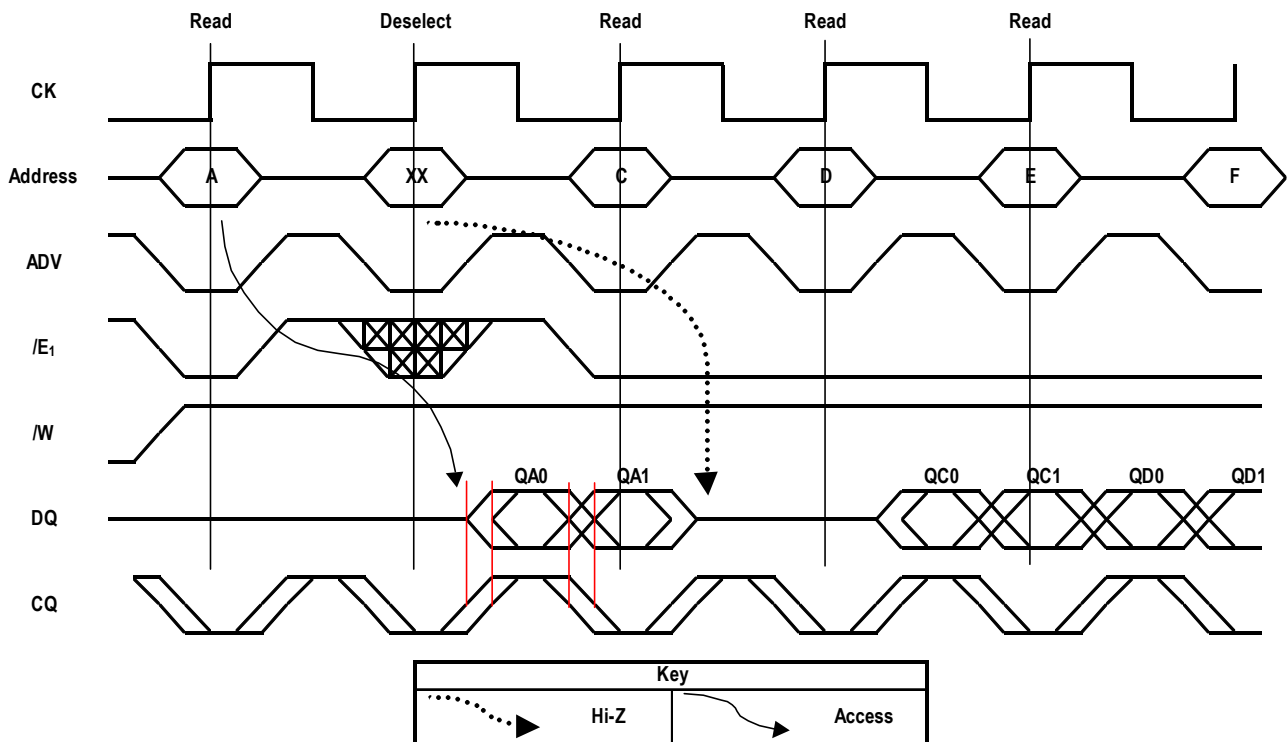 Read Deselect Read Read Read
CK
Address A XX C D E F
ADV
/E1
/W
QA0 QA1 QC0 QC1 QD0 QD1
DQ
CQ
Key
Hi-Z Access